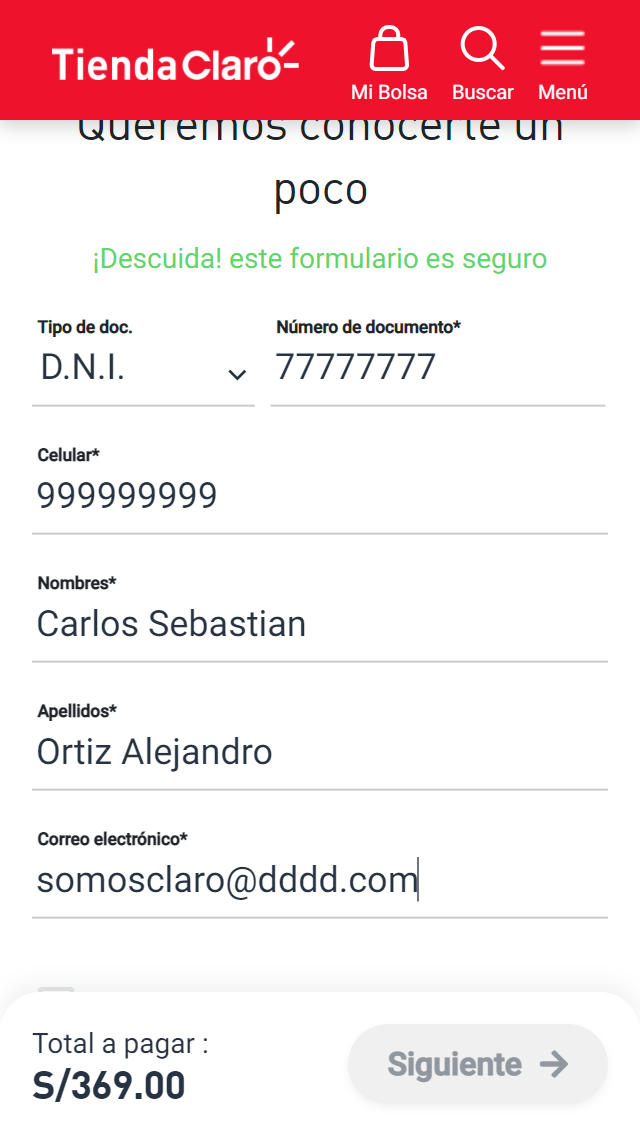 TiendaClaro
Mi Bolsa
Buscar
Menú
Queremos conocerte un
poco
¡Descuida! este formulario es seguro
Tipo de doc.
Número de documento*
D.N.I.
77777777
Celular*
999999999
Nombres*
Carlos Sebastian
Apellidos*
Ortiz Alejandro
Correo electrónico*
somosclaro@dddd.com
Total a pagar :
S/369.00
Siguiente